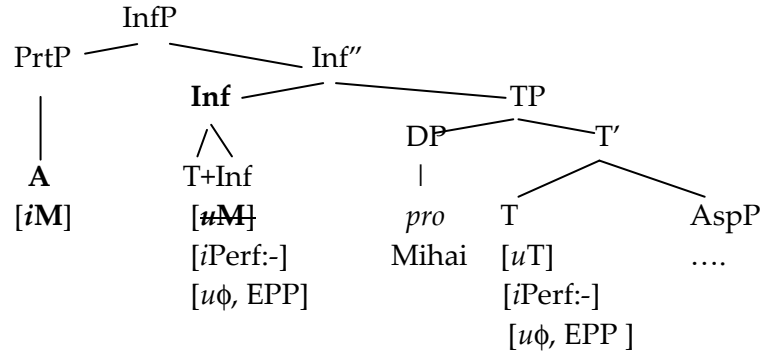 InfP
PrtP Inf″
Inf TP
DP T’
A T+Inf
[iM] [uM] pro T AspP
[iPerf:-] Mihai [uT] ….
[uϕ, EPP] [iPerf:-]
[uϕ, EPP ]